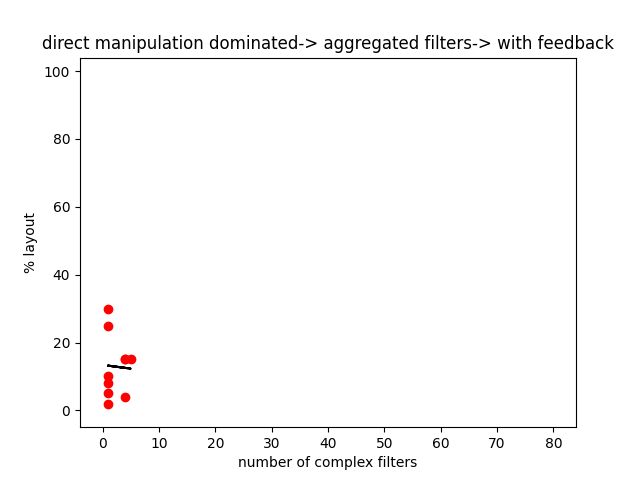 direct manipulation dominated-> aggregated filters-> with feedback
100
80
60
40
20
0
% layout
0 10 20 30 40 50 60 70 80
number of complex filters